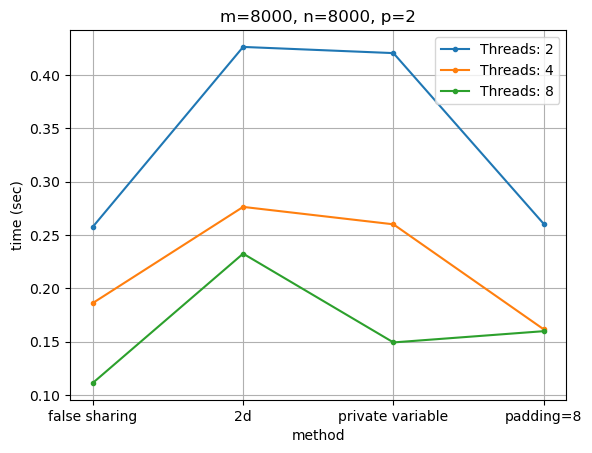 m=8000, n=8000, p=2
Threads: 2
Threads: 4
Threads: 8
time (sec)
0.40
0.35
0.30
0.25
0.20
0.15
0.10
false sharing
2d
private variable
padding=8
method